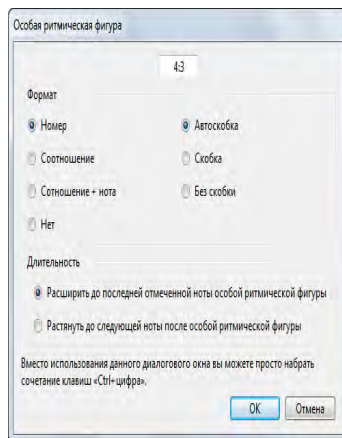 Особая ритмическая фигура
4:3
Формат
Номер Автоскобка
Соотношение Скобка
Сотношение + нота Без скобки
Нет
Длительность
Расширить до последней отмеченной ноты особой ритмической фигуры
Растянуть до следующей ноты после особой ритмической фигуры
Вместо использования данного диалогового окна вы можете просто набрать
сочетание клавиш «Ctrl+цифра».
ОК Отмена